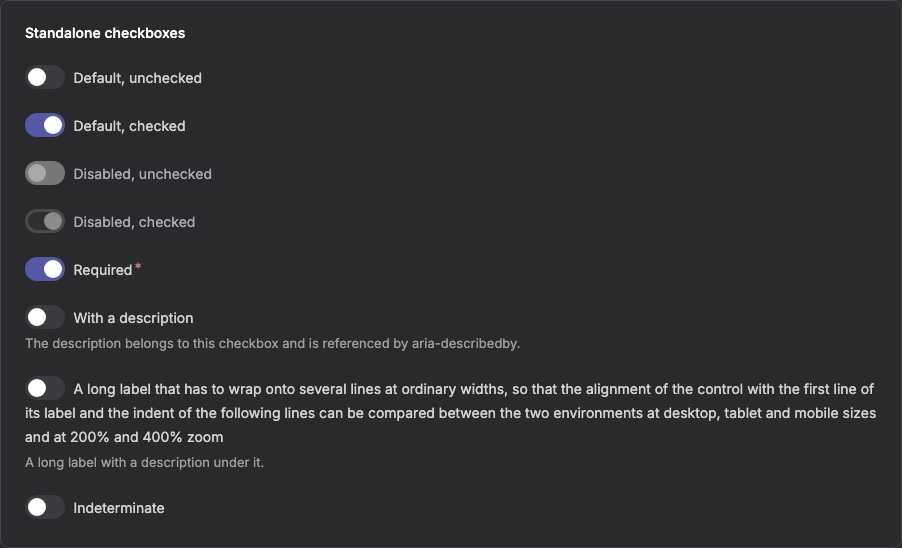 Standalone checkboxes
Default, unchecked
Default, checked
Disabled, unchecked
Disabled, checked
Required*
With a description
The description belongs to this checkbox and is referenced by aria-describedby.
A long label that has to wrap onto several lines at ordinary widths, so that the alignment of the control with the first line of
its label and the indent of the following lines can be compared between the two environments at desktop, tablet and mobile sizes
and at 200% and 400% zoom
A long label with a description under it.
Indeterminate